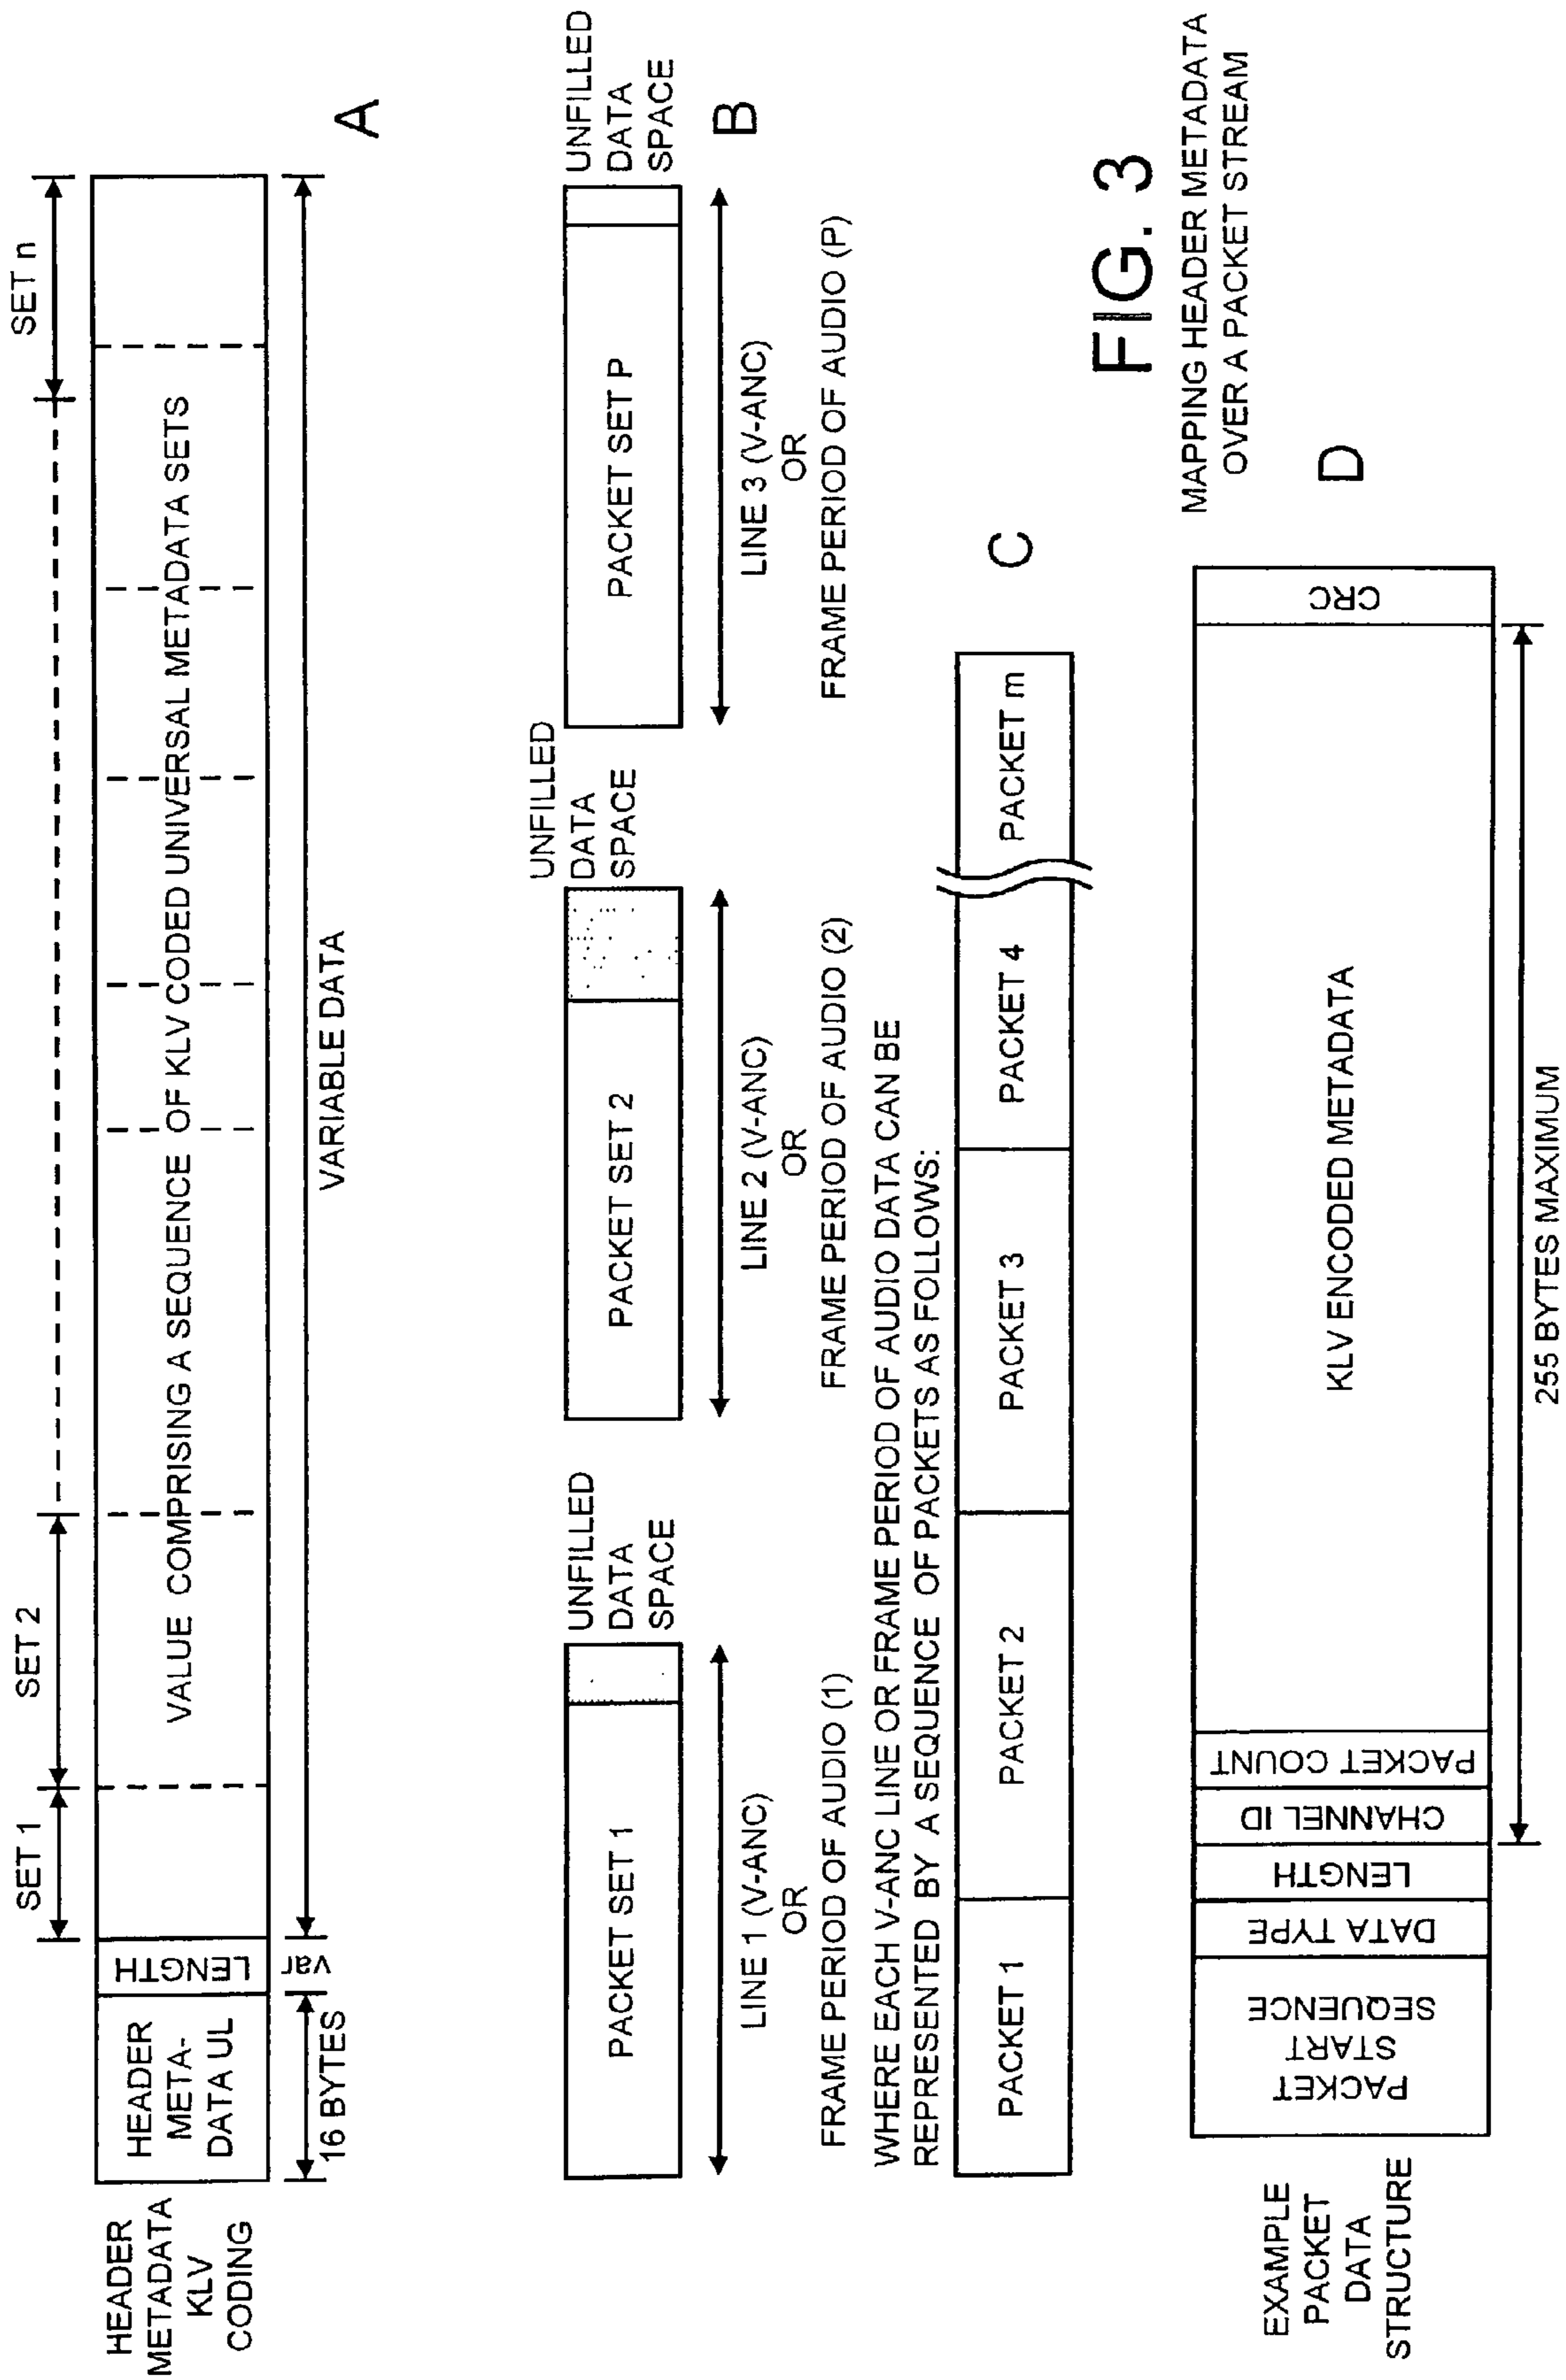 SET 1
SET 2
SET n
HEADER
METADATA
KLV
CODING
HEADER
META-
DATA UL
LENGTH
VALUE COMPRISING A SEQUENCE OF KLV CODED UNIVERSAL METADATA SETS
16 BYTES
var
VARIABLE DATA
A
PACKET SET 1
UNFILLED
DATA
SPACE
PACKET SET 2
UNFILLED
DATA
SPACE
PACKET SET P
UNFILLED
DATA
SPACE
LINE 1 (V-ANC)
OR
FRAME PERIOD OF AUDIO (1)
LINE 2 (V-ANC)
OR
FRAME PERIOD OF AUDIO (2)
LINE 3 (V-ANC)
OR
FRAME PERIOD OF AUDIO (P)
B
WHERE EACH V-ANC LINE OR FRAME PERIOD OF AUDIO DATA CAN BE
REPRESENTED BY A SEQUENCE OF PACKETS AS FOLLOWS:
PACKET 1
PACKET 2
PACKET 3
PACKET 4
PACKET m
C
EXAMPLE
PACKET
DATA
STRUCTURE
PACKET
START
SEQUENCE
DATA TYPE
LENGTH
CHANNEL ID
PACKET COUNT
KLV ENCODED METADATA
CRC
255 BYTES MAXIMUM
D
FIG. 3
MAPPING HEADER METADATA
OVER A PACKET STREAM